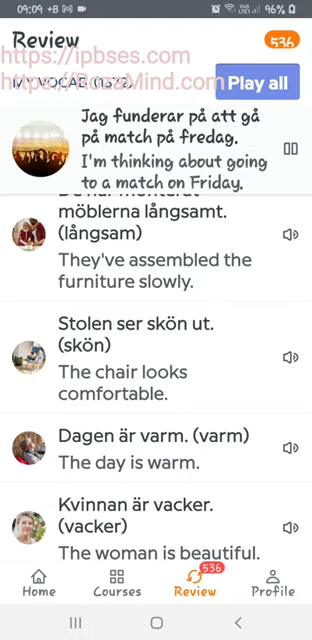 09:09 +B M
96%
Review
536
https://ipbses.com
MY VOCAB
https://BoxaMind.com
Play all
Jag funderar på att gå
på match på fredag.
I'm thinking about going
to a match on Friday.
möblerna långsamt.
(långsam)
They've assembled the
furniture slowly.
Stolen ser skön ut.
(skön)
The chair looks
comfortable.
Dagen är varm. (varm)
The day is warm.
Kvinnan är vacker.
(vacker)
The woman is beautiful.
536
Home
Courses
Review
Profile